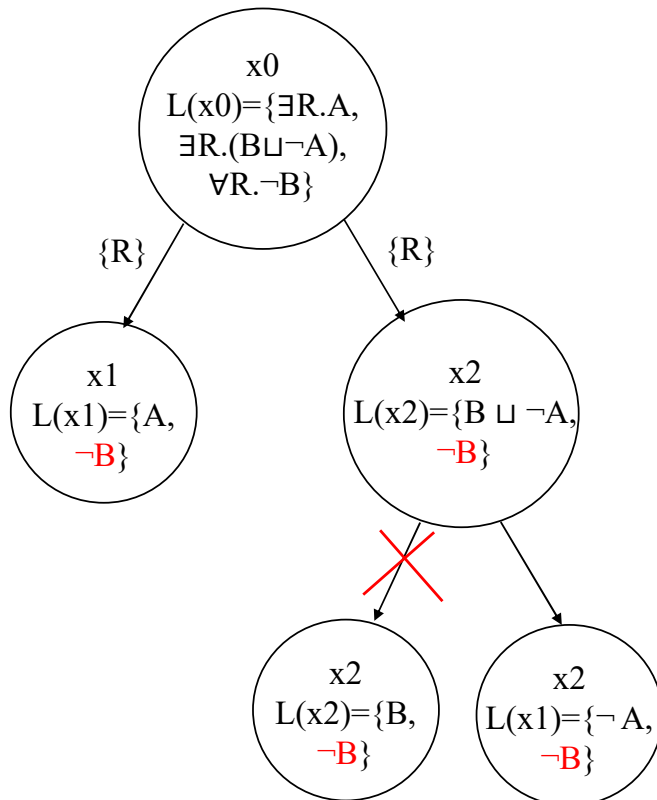 x0
L(x0)={∃R.A,
∃R.(B⊔¬A),
∀R.¬B}
{R}
{R}
x1
L(x1)={A,
¬B}
x2
L(x2)={B ⊔ ¬A,
¬B}
x2
L(x2)={B,
¬B}
x2
L(x1)={¬ A,
¬B}